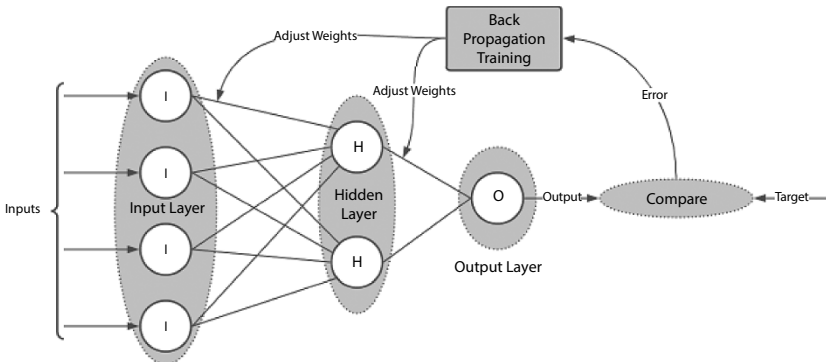 Back
Propagation
Training
Adjust Weights
Adjust Weights
Error
I
I
I
I
Inputs
Input Layer
H
H
Hidden
Layer
O
Output Layer
Output
Compare
Target